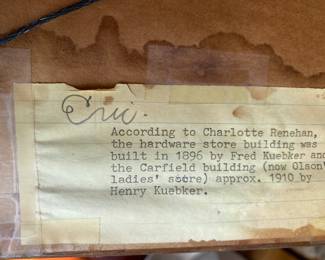 Eric.
According to Charlotte Renehan,
the hardware store building was
built in 1896 by Fred Kuebker and
the Carfield building (now Olson's
ladies' store) approx. 1910 by
Henry Kuebker.